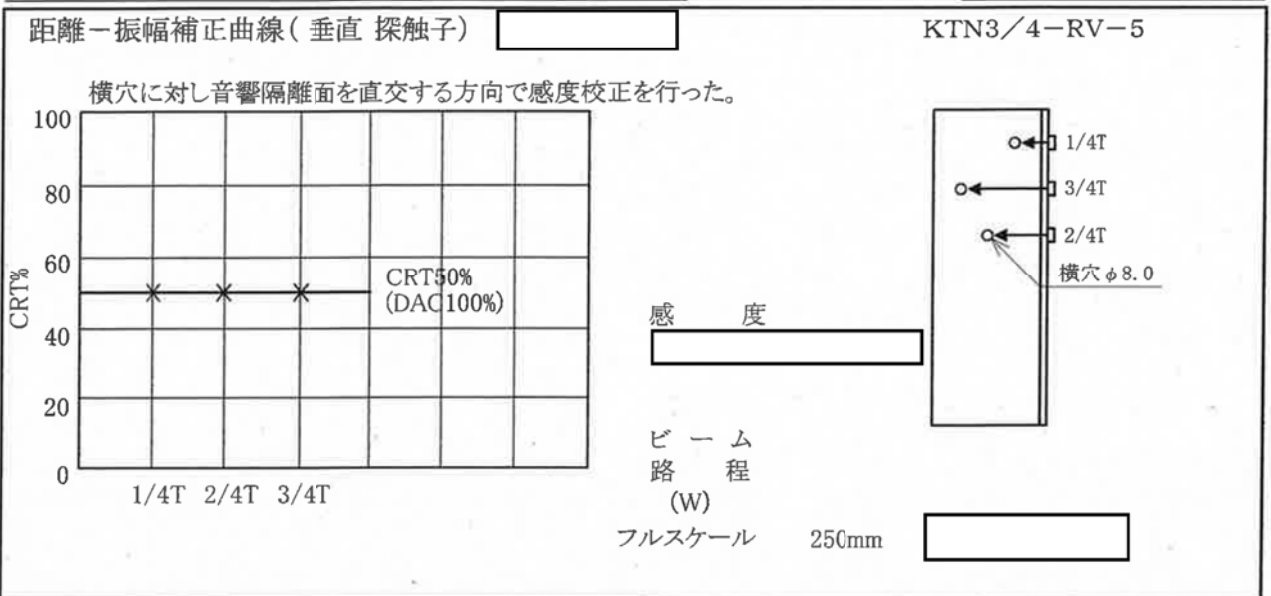 距離－振幅補正曲線( 垂直 探触子)
KTN3／4－RV－5
横穴に対し音響隔離面を直交する方向で感度校正を行った。
100
80
60
40
20
0
CRT%
CRT50%
(DAC100%)
1/4T 2/4T 3/4T
1/4T
3/4T
2/4T
横穴φ8.0
感 度
ビ ー ム
路 程
(W)
フルスケール 250mm